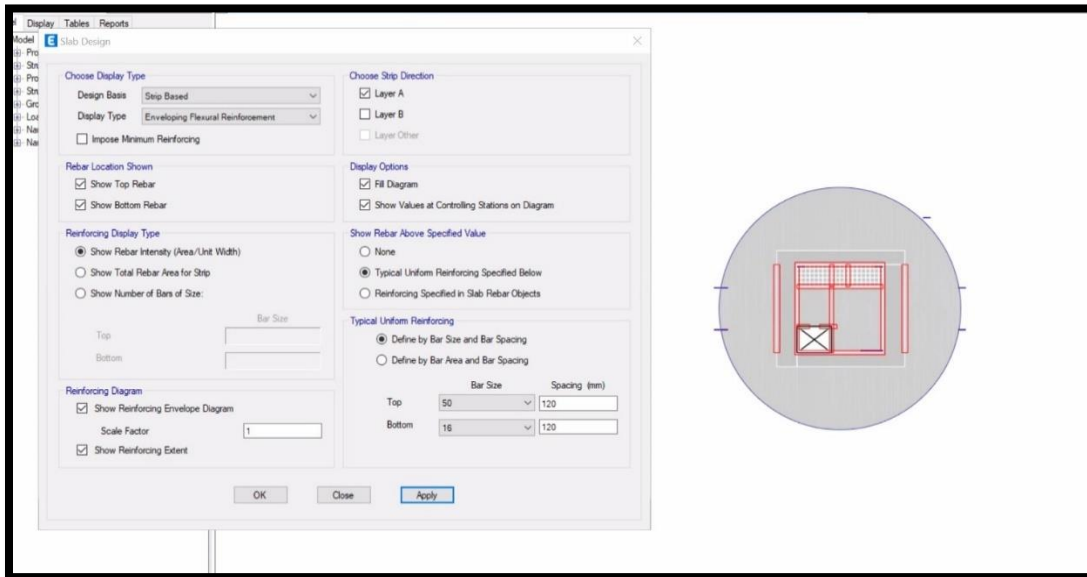 Display Tables Reports
Model
Slab Design
Choose Display Type
Design Basis Strip Based
Display Type Enveloping Flexural Reinforcement
Impose Minimum Reinforcing
Rebar Location Shown
Show Top Rebar
Show Bottom Rebar
Reinforcing Display Type
Show Rebar Intensity (Area/Unit Width)
Show Total Rebar Area for Strip
Show Number of Bars of Size:
Bar Size
Top
Bottom
Reinforcing Diagram
Show Reinforcing Envelope Diagram
Scale Factor 1
Show Reinforcing Extent
Choose Strip Direction
Layer A
Layer B
Layer Other
Display Options
Fill Diagram
Show Values at Controlling Stations on Diagram
Show Rebar Above Specified Value
None
Typical Uniform Reinforcing Specified Below
Reinforcing Specified in Slab Rebar Objects
Typical Uniform Reinforcing
Define by Bar Size and Bar Spacing
Define by Bar Area and Bar Spacing
Bar Size Spacing (mm)
Top 50 120
Bottom 16 120
OK Close Apply